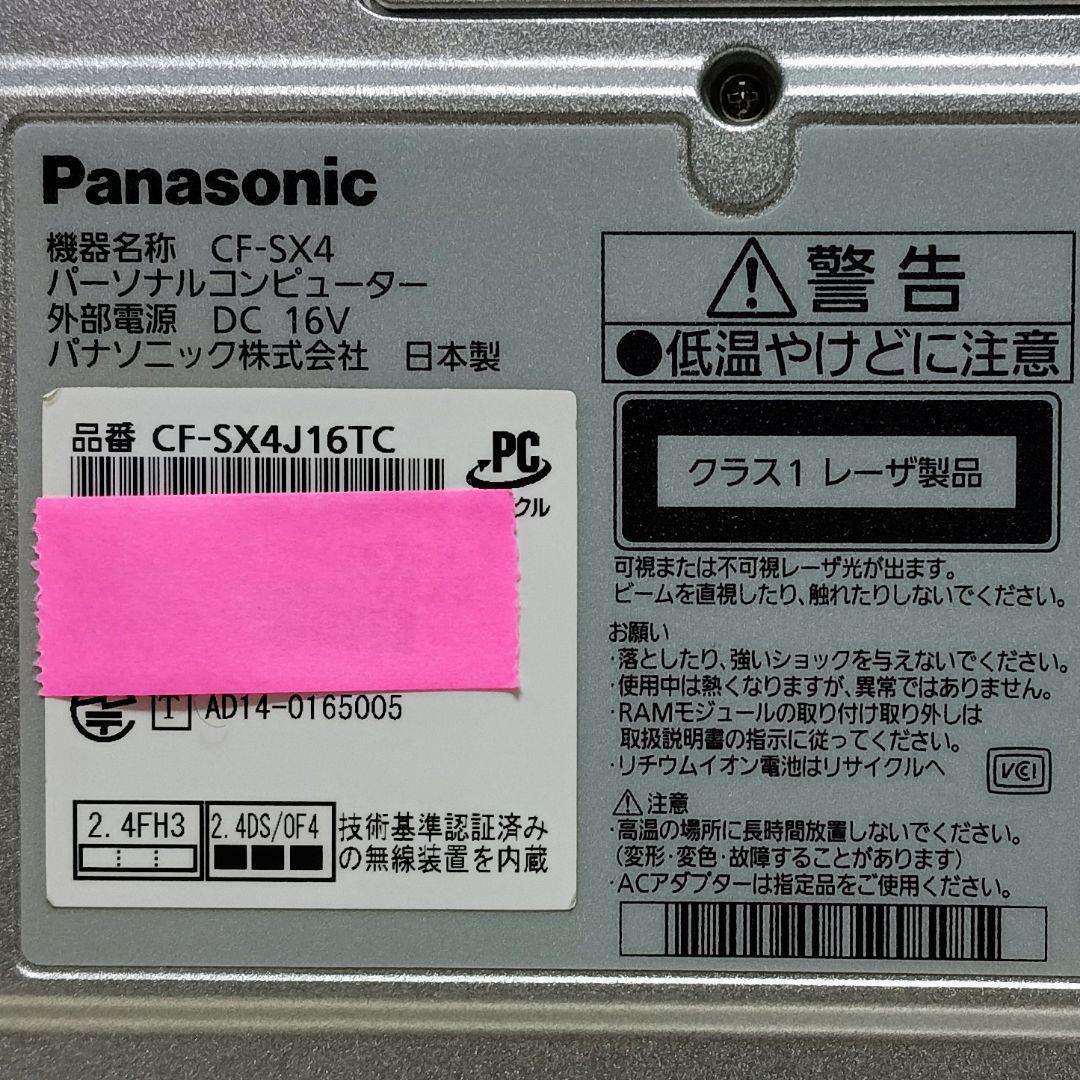 Panasonic
機器名称 CF-SX4
パーソナルコンピューター
外部電源 DC 16V
パナソニック株式会社 日本製
品番 CF-SX4J16TC
PC
クル
T AD14-0165005
2.4FH3
2.4DS/OF4
技術基準認証済み
の無線装置を内蔵
警告
●低温やけどに注意
クラス1 レーザ製品
可視または不可視レーザ光が出ます。
ビームを直視したり、触れたりしないでください。
お願い
・落としたり、強いショックを与えないでください。
・使用中は熱くなりますが、異常ではありません。
・RAMモジュールの取り付け取り外しは
取扱説明書の指示に従ってください。
・リチウムイオン電池はリサイクルへ
VCI
注意
・高温の場所に長時間放置しないでください。
(変形・変色・故障することがあります)
・ACアダプターは指定品をご使用ください。